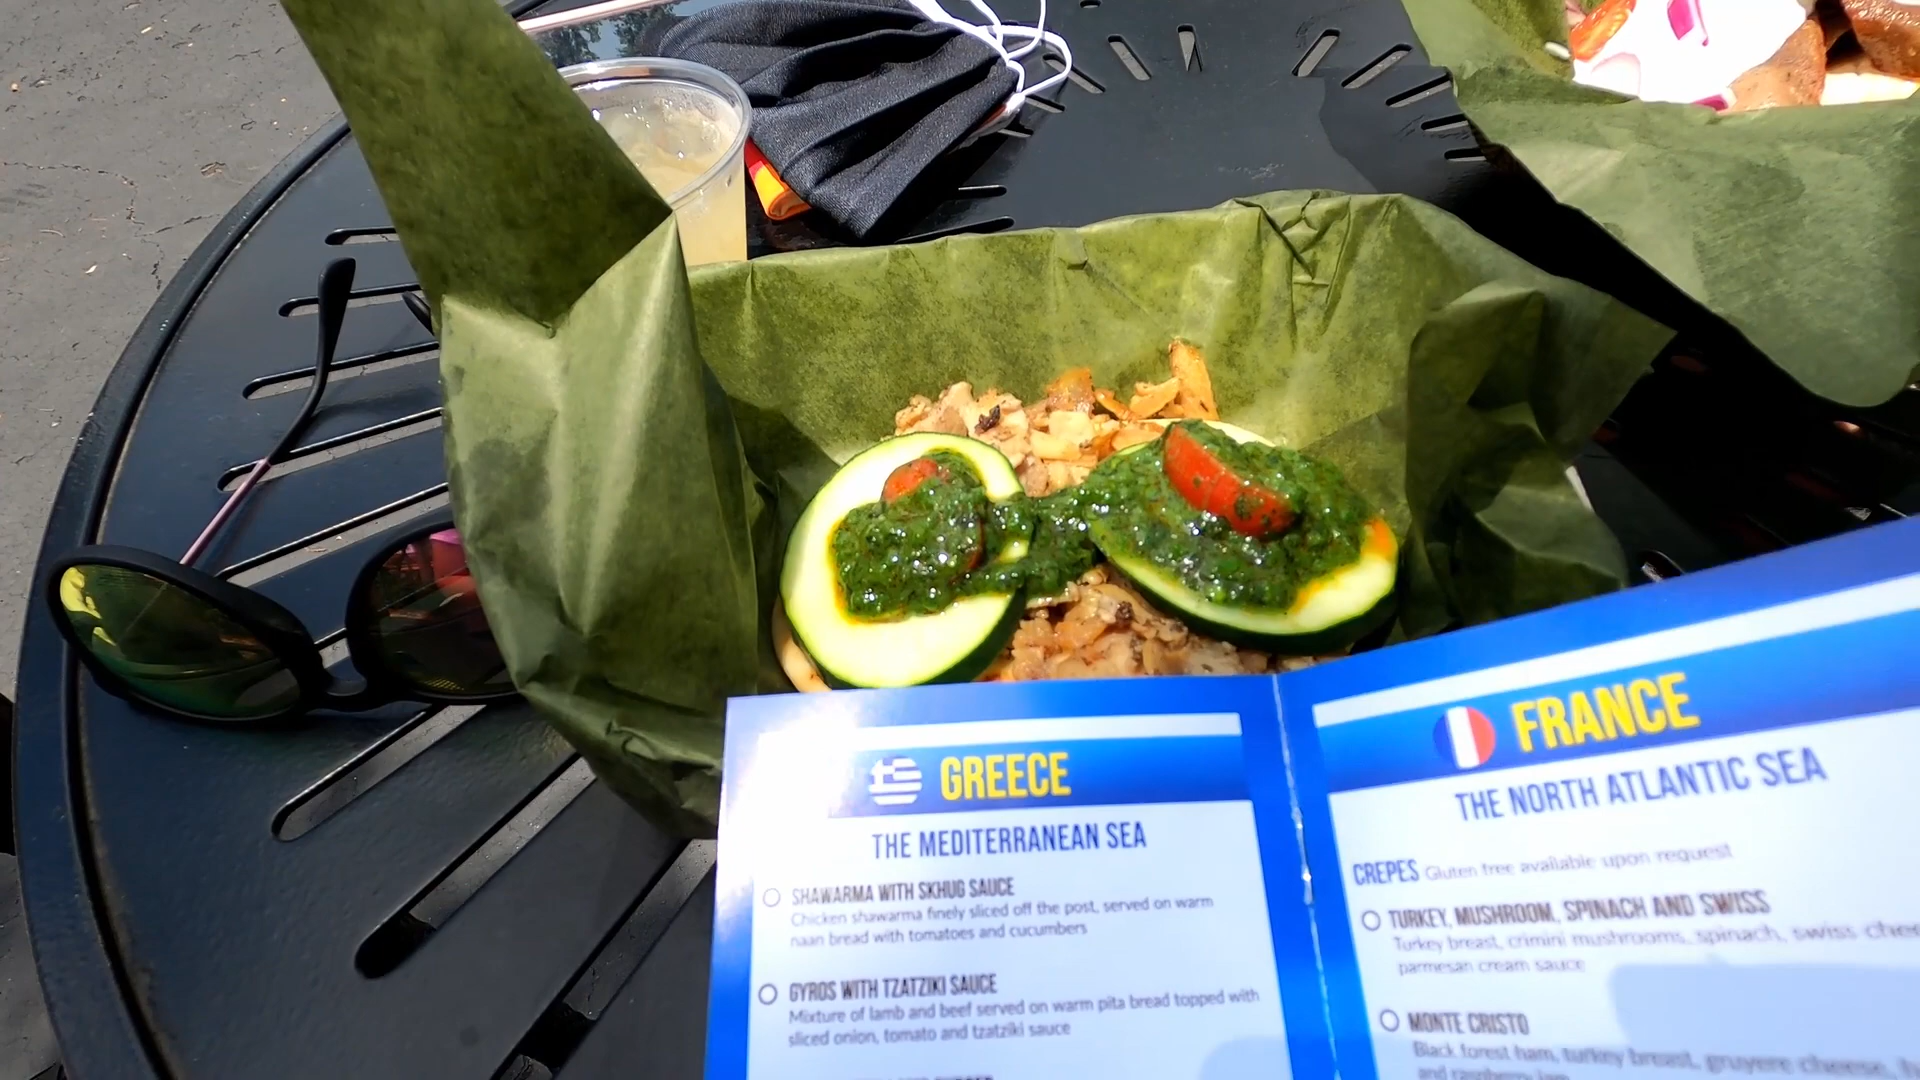 GREECE
THE MEDITERRANEAN SEA
SHAWARMA WITH SKHUG SAUCE
Chicken shawarma finely sliced off the post, served on warm
naan bread with tomatoes and cucumbers
GYROS WITH TZATZIKI SAUCE
Mixture of lamb and beef served on warm pita bread topped with
sliced onion, tomato and tzatziki sauce
FRANCE
THE NORTH ATLANTIC SEA
CREPES Gluten free available upon request
TURKEY, MUSHROOM, SPINACH AND SWISS
Turkey breast, crimini mushrooms, spinach, swiss
parmesan cream sauce
MONTE CRISTO
Black forest ham, turkey breast, gruyere cheese,
and raspberry jam